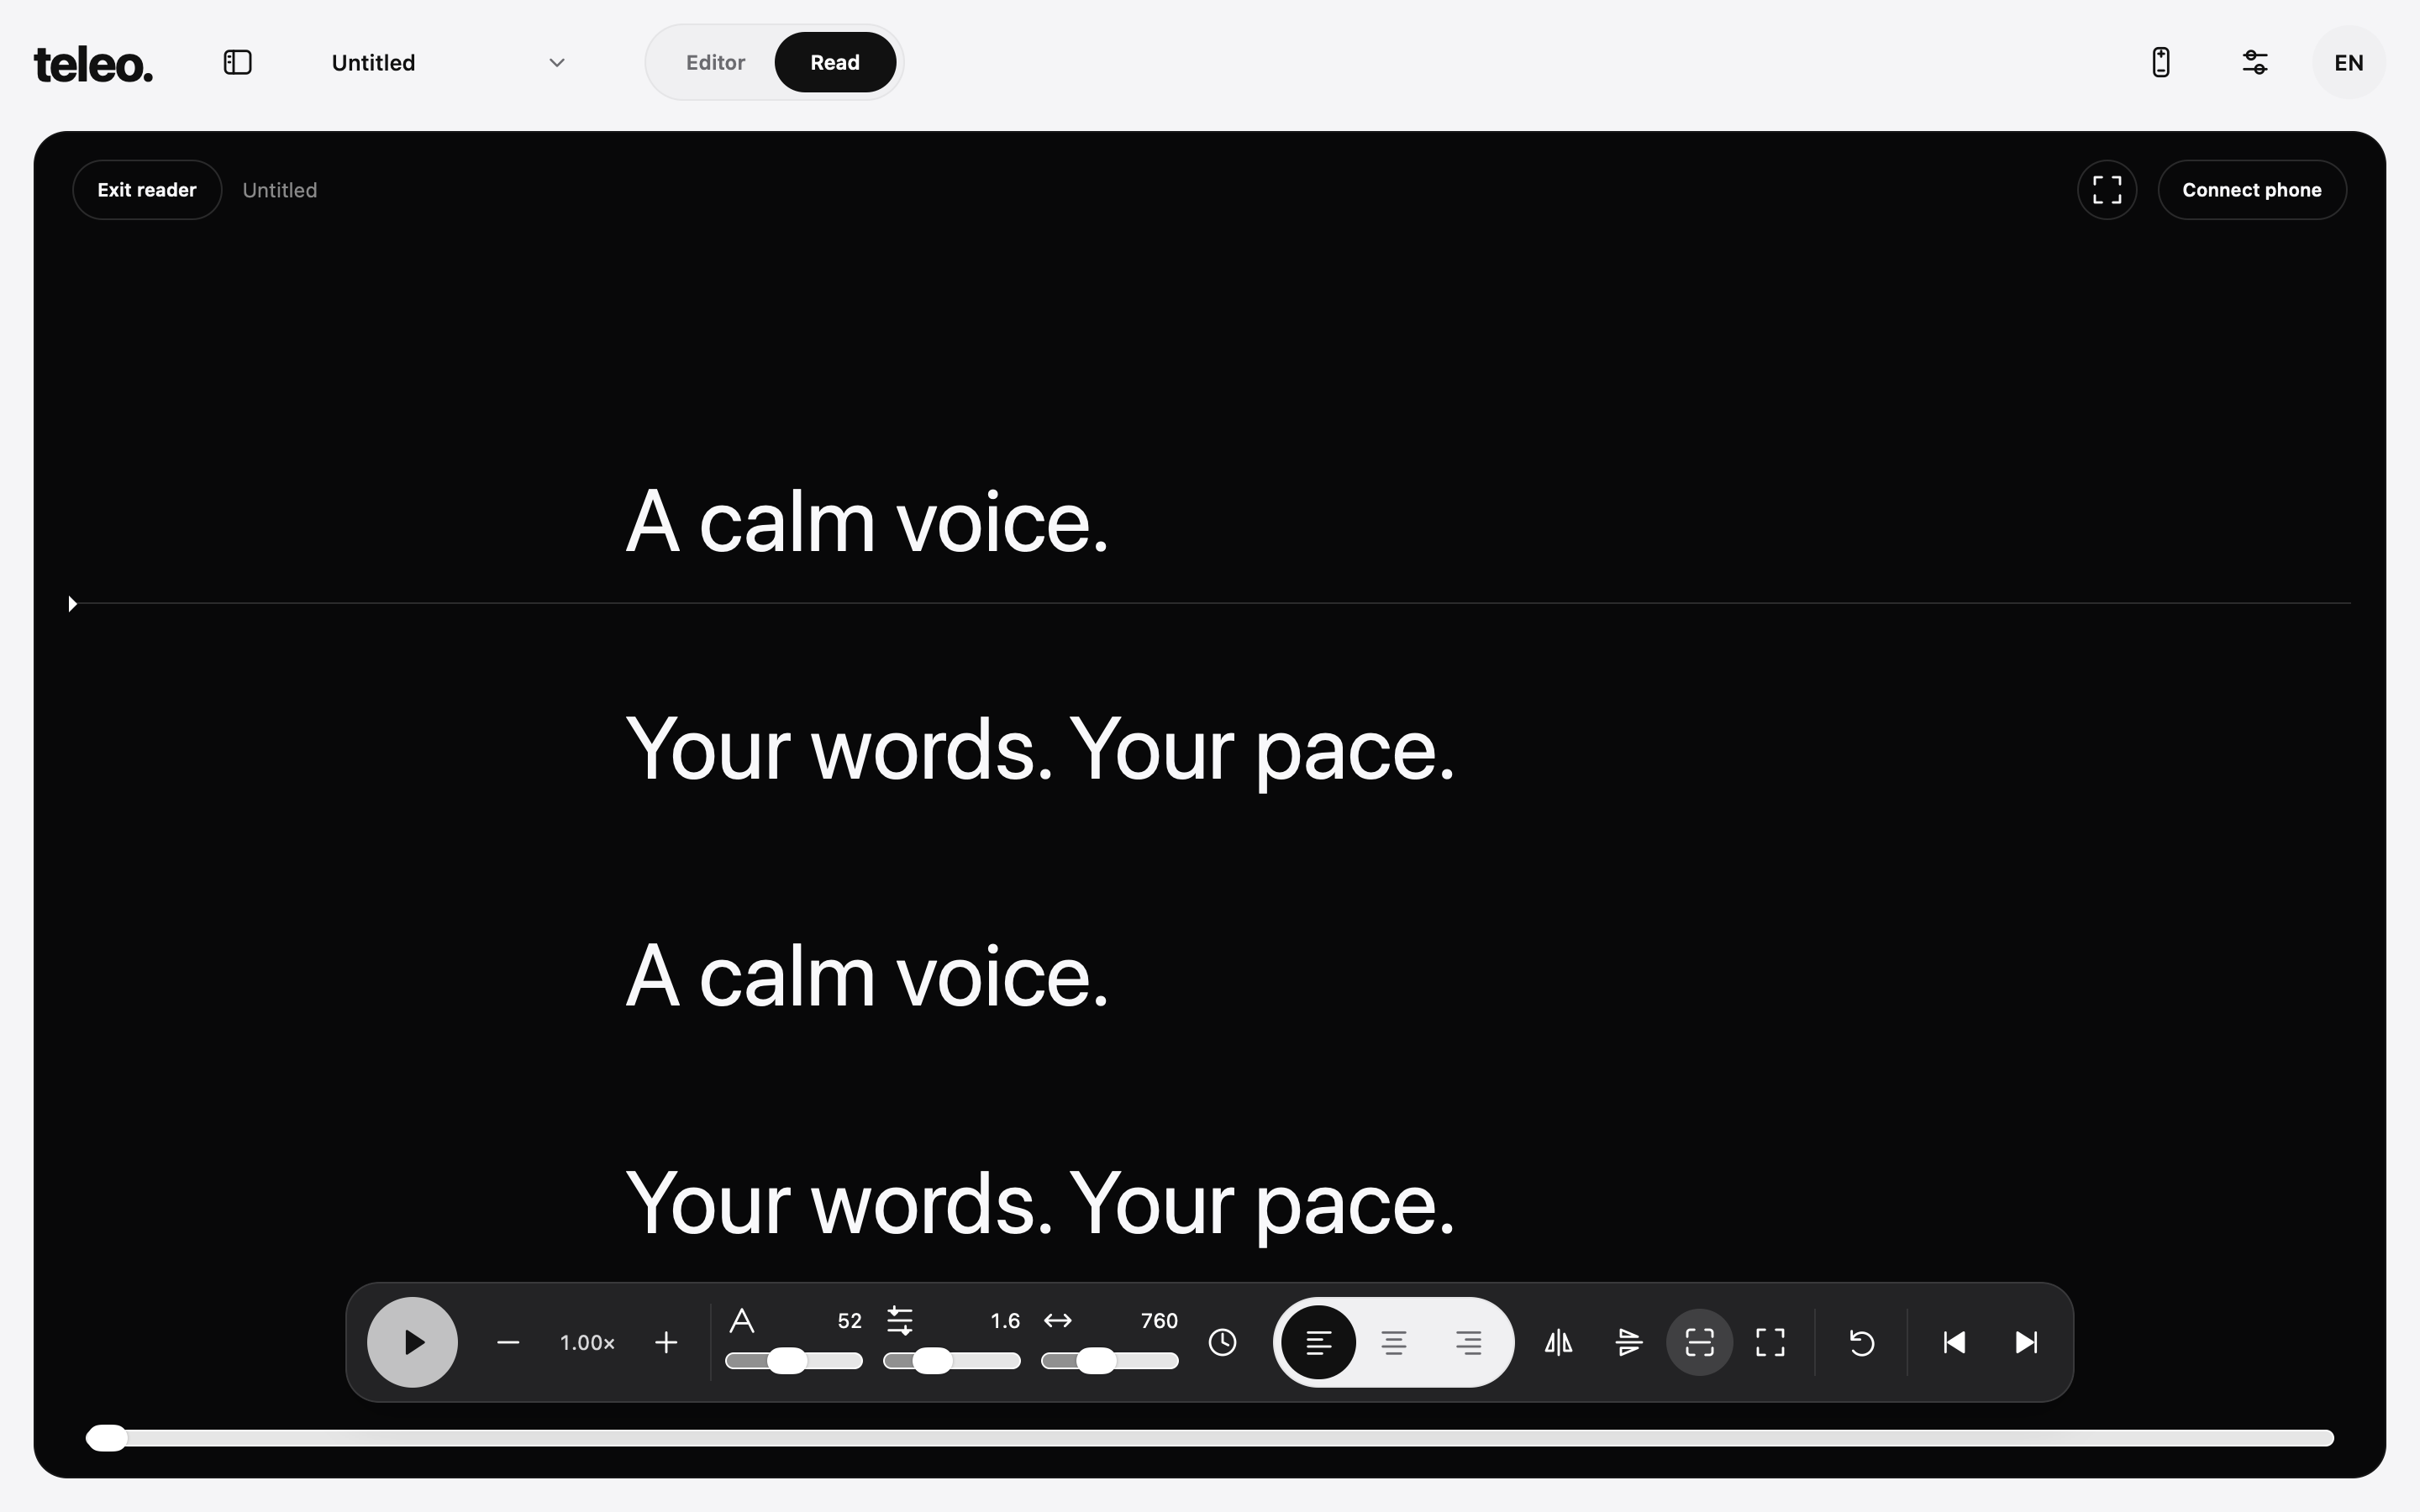 teleo.
Untitled
Editor
Read
EN
Exit reader
Untitled
Connect phone
A calm voice.
Your words. Your pace.
A calm voice.
Your words. Your pace.
1.00×
52
1.6
760